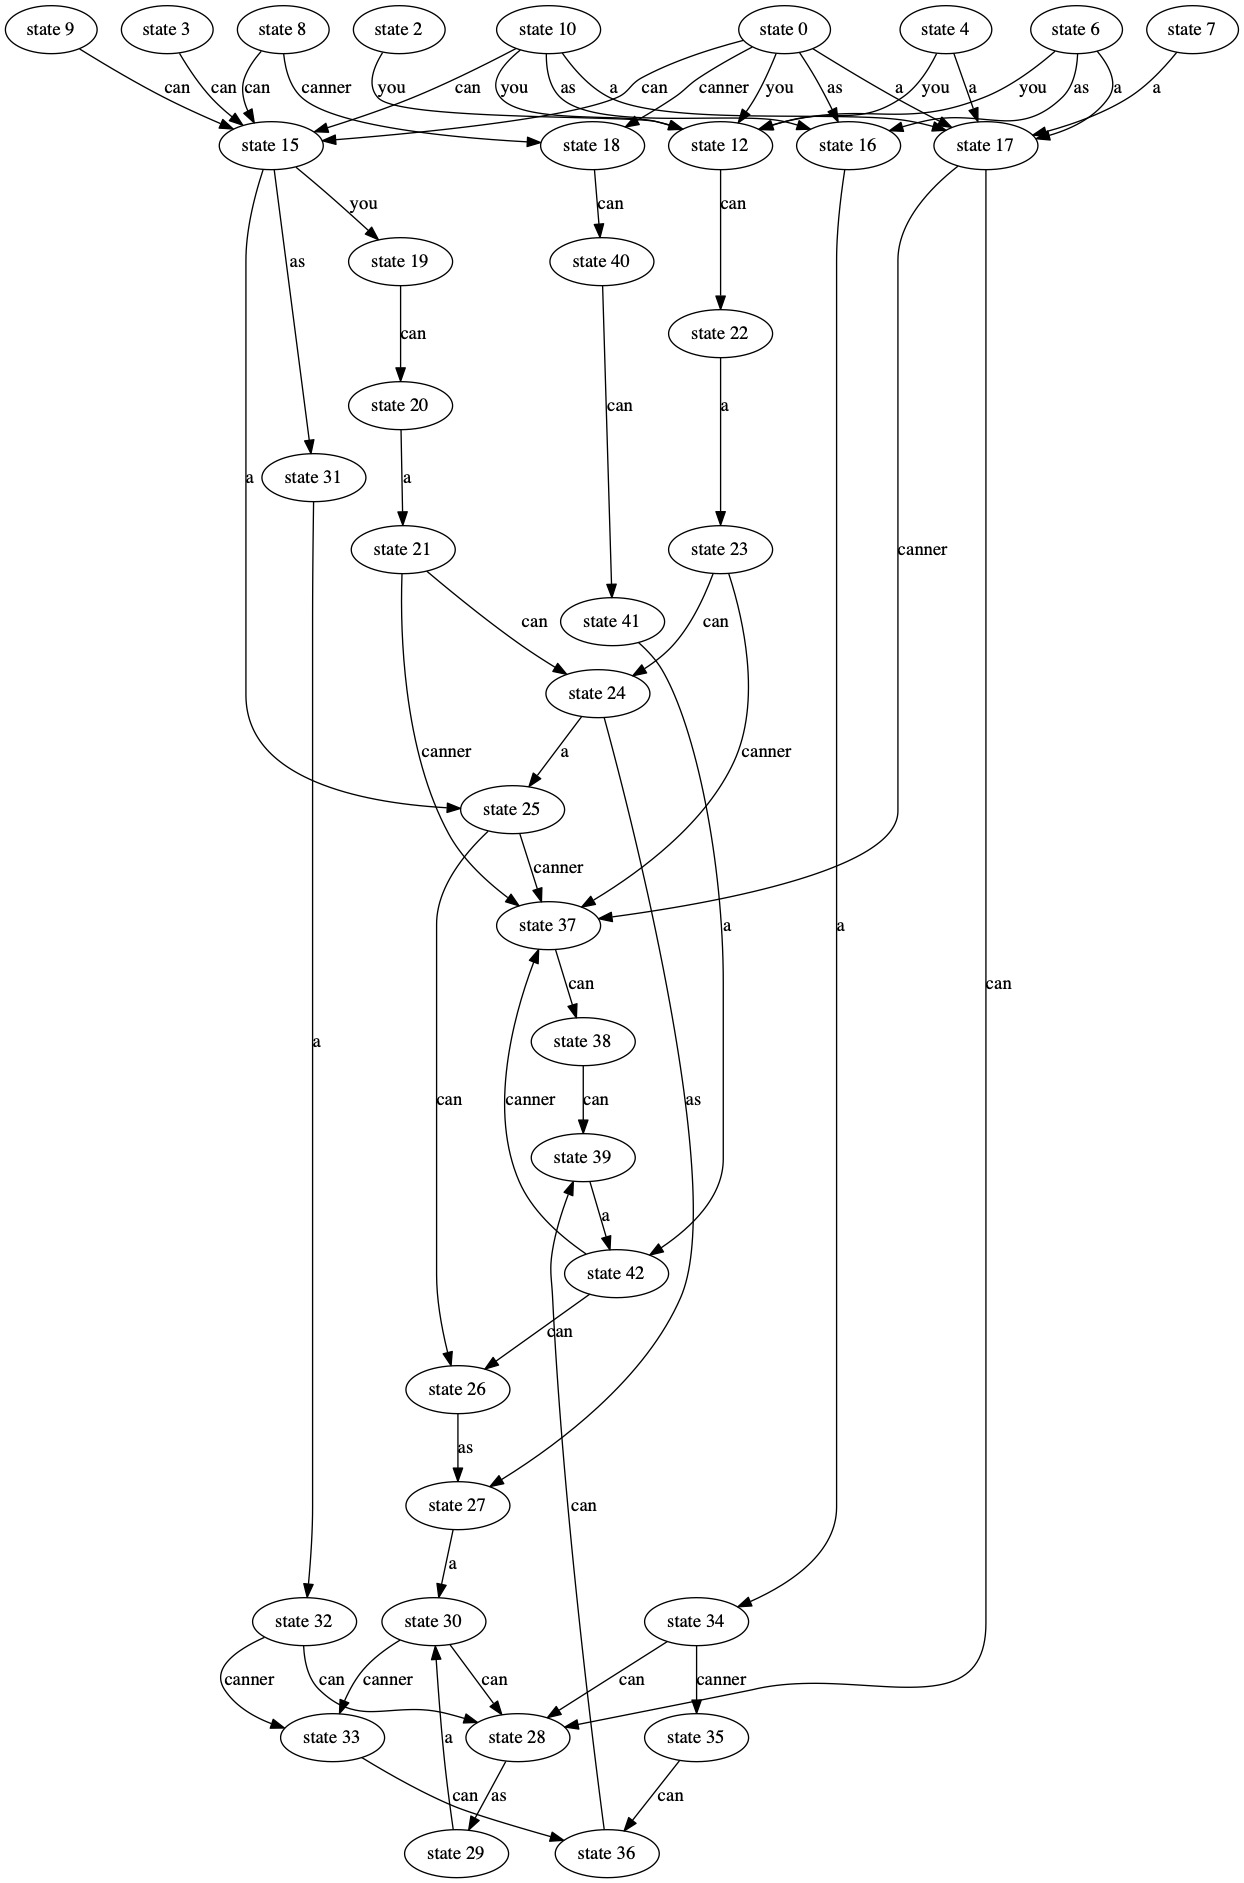 state 9 state 3 state 8 state 2 state 10 state 0 state 4 state 6 state 7
can can can canner you can you as a can canner you as a you a you as a a
state 15 state 18 state 12 state 16 state 17
you can can
as state 19 state 40
can state 22
can a
state 20
a state 31 a
state 21 state 23 canner
can state 41 can
state 24
canner a canner
state 25
canner
state 37 a a
can can
a state 38
can canner can as
state 39
a
state 42
can
state 26
as
state 27 can
a
state 32 state 30 state 34
canner can canner can can canner
state 33 state 28 state 35
a
can as can
state 29 state 36